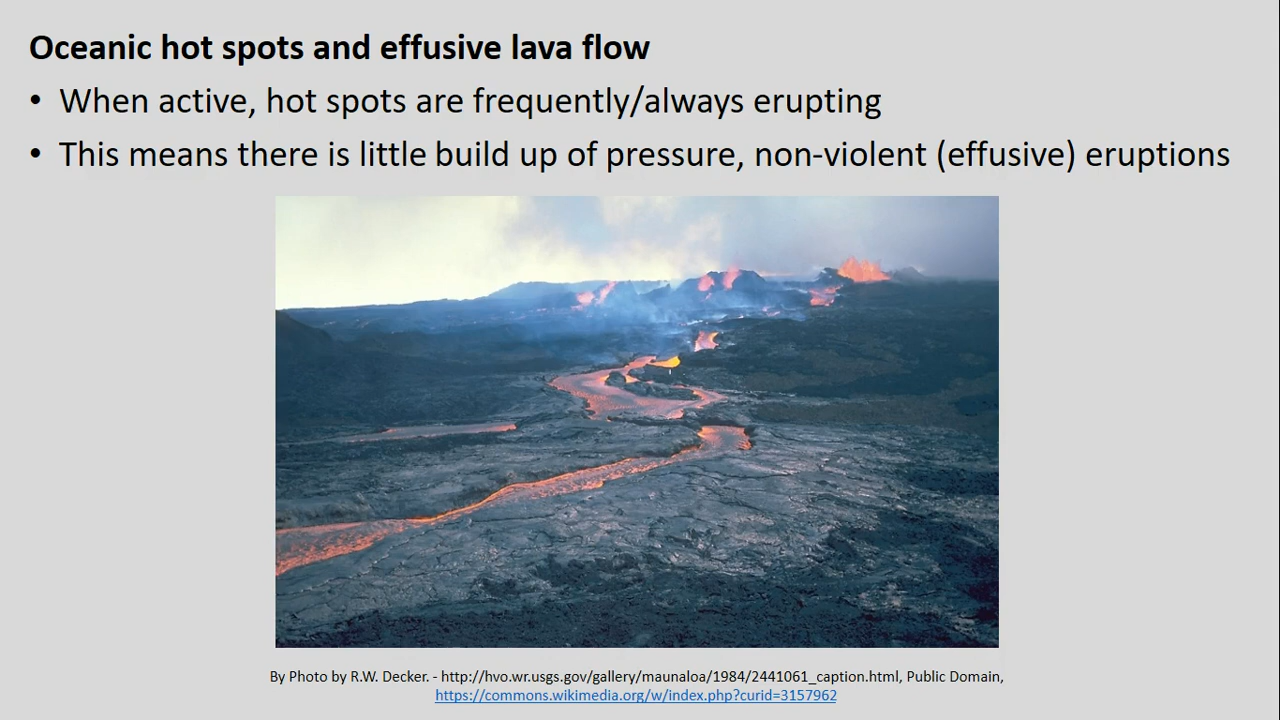 Oceanic hot spots and effusive lava flow
• When active, hot spots are frequently/always erupting
• This means there is little build up of pressure, non-violent (effusive) eruptions
By Photo by R.W. Decker. - http://hvo.wr.usgs.gov/gallery/maunaloa/1984/2441061_caption.html, Public Domain,
https://commons.wikimedia.org/w/index.php?curid=3157962